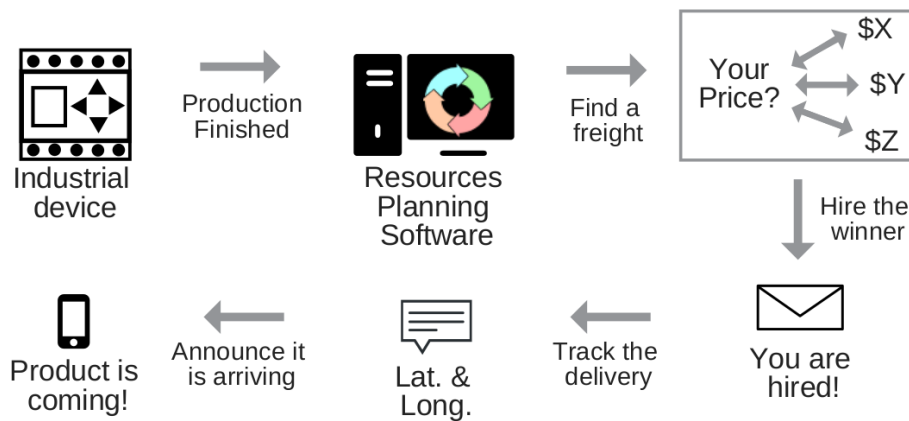 Industrial
device
Production
Finished
Resources
Planning
Software
Find a
freight
Your
Price?
$X
$Y
$Z
Hire the
winner
You are
hired!
Track the
delivery
Lat. &
Long.
Announce it
is arriving
Product is
coming!